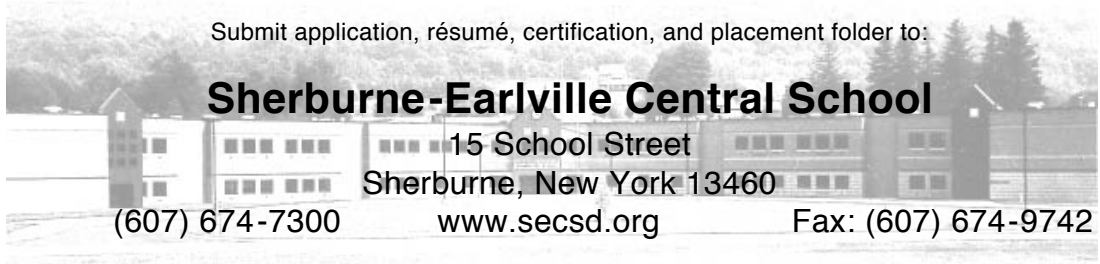 Submit application, résumé, certification, and placement folder to:
Sherburne-Earlville Central School
15 School Street
Sherburne, New York 13460
(607) 674-7300 www.secsd.org Fax: (607) 674-9742